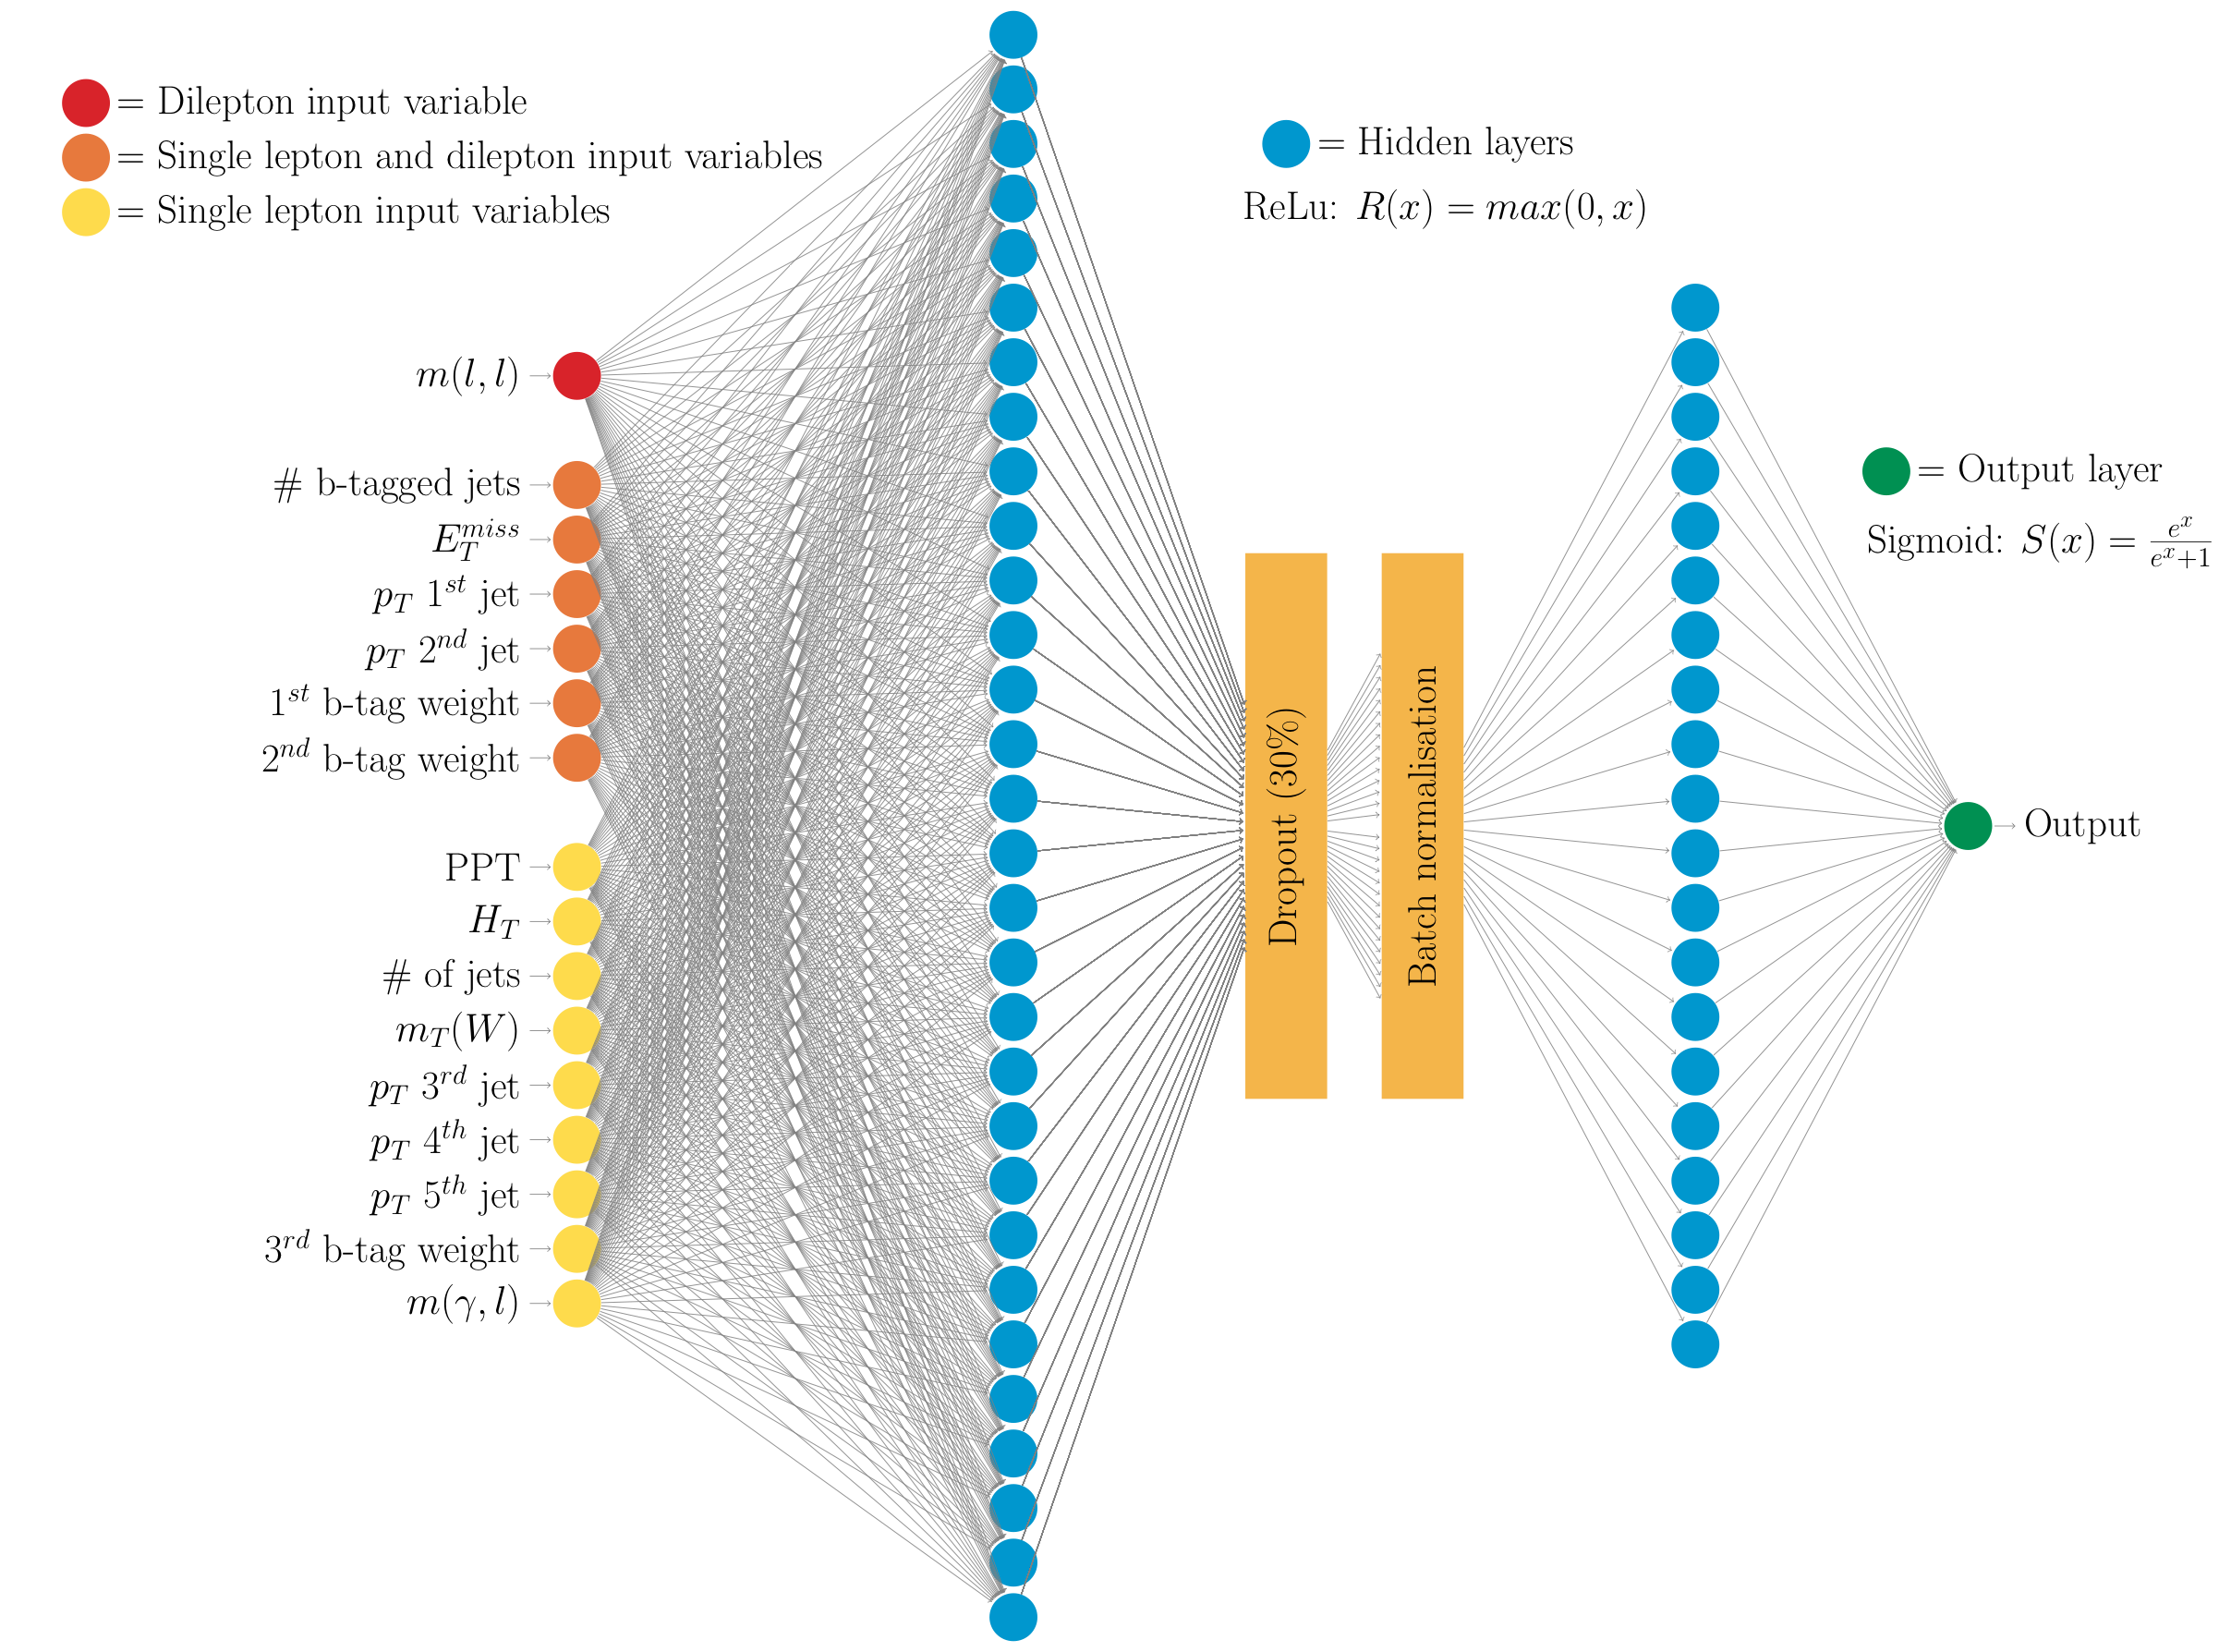 = Dilepton input variable
= Single lepton and dilepton input variables
= Single lepton input variables
= Hidden layers
ReLu: R(x) = max(0, x)
m(l, l)
# b-tagged jets
E_T^{miss}
p_T 1^{st} jet
p_T 2^{nd} jet
1^{st} b-tag weight
2^{nd} b-tag weight
PPT
H_T
# of jets
m_T(W)
p_T 3^{rd} jet
p_T 4^{th} jet
p_T 5^{th} jet
3^{rd} b-tag weight
m(γ, l)
Dropout (30%)
Batch normalisation
= Output layer
Sigmoid: S(x) = \frac{e^x}{e^x+1}
Output